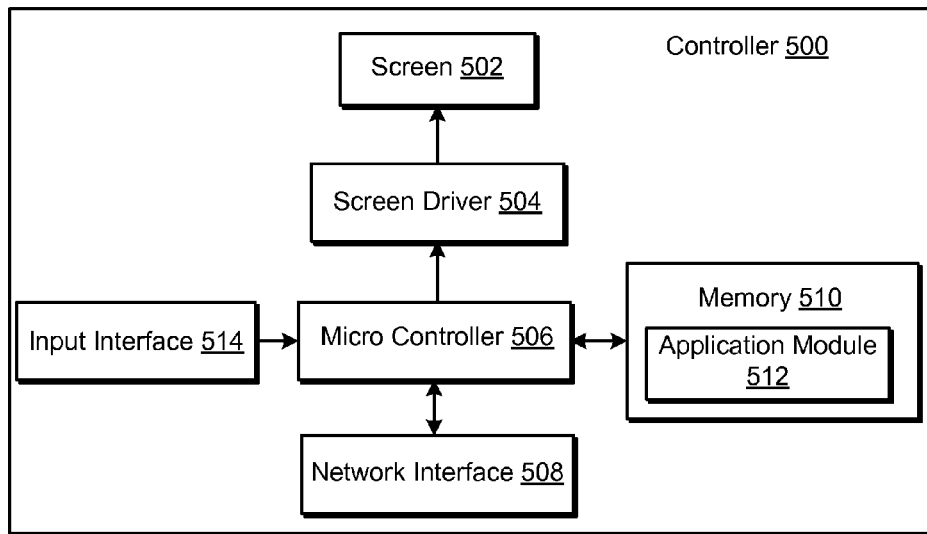 Controller 500
Screen 502
Screen Driver 504
Input Interface 514
Micro Controller 506
Memory 510
Application Module
512
Network Interface 508